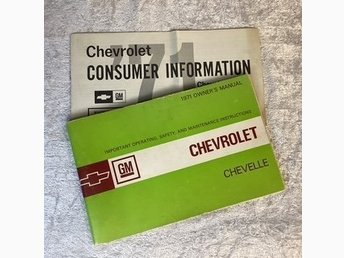 '71
Chevrolet
CONSUMER INFORMATION
GM
1971 OWNER'S MANUAL
IMPORTANT OPERATING, SAFETY, AND MAINTENANCE INSTRUCTIONS
GM
CHEVROLET
CHEVELLE